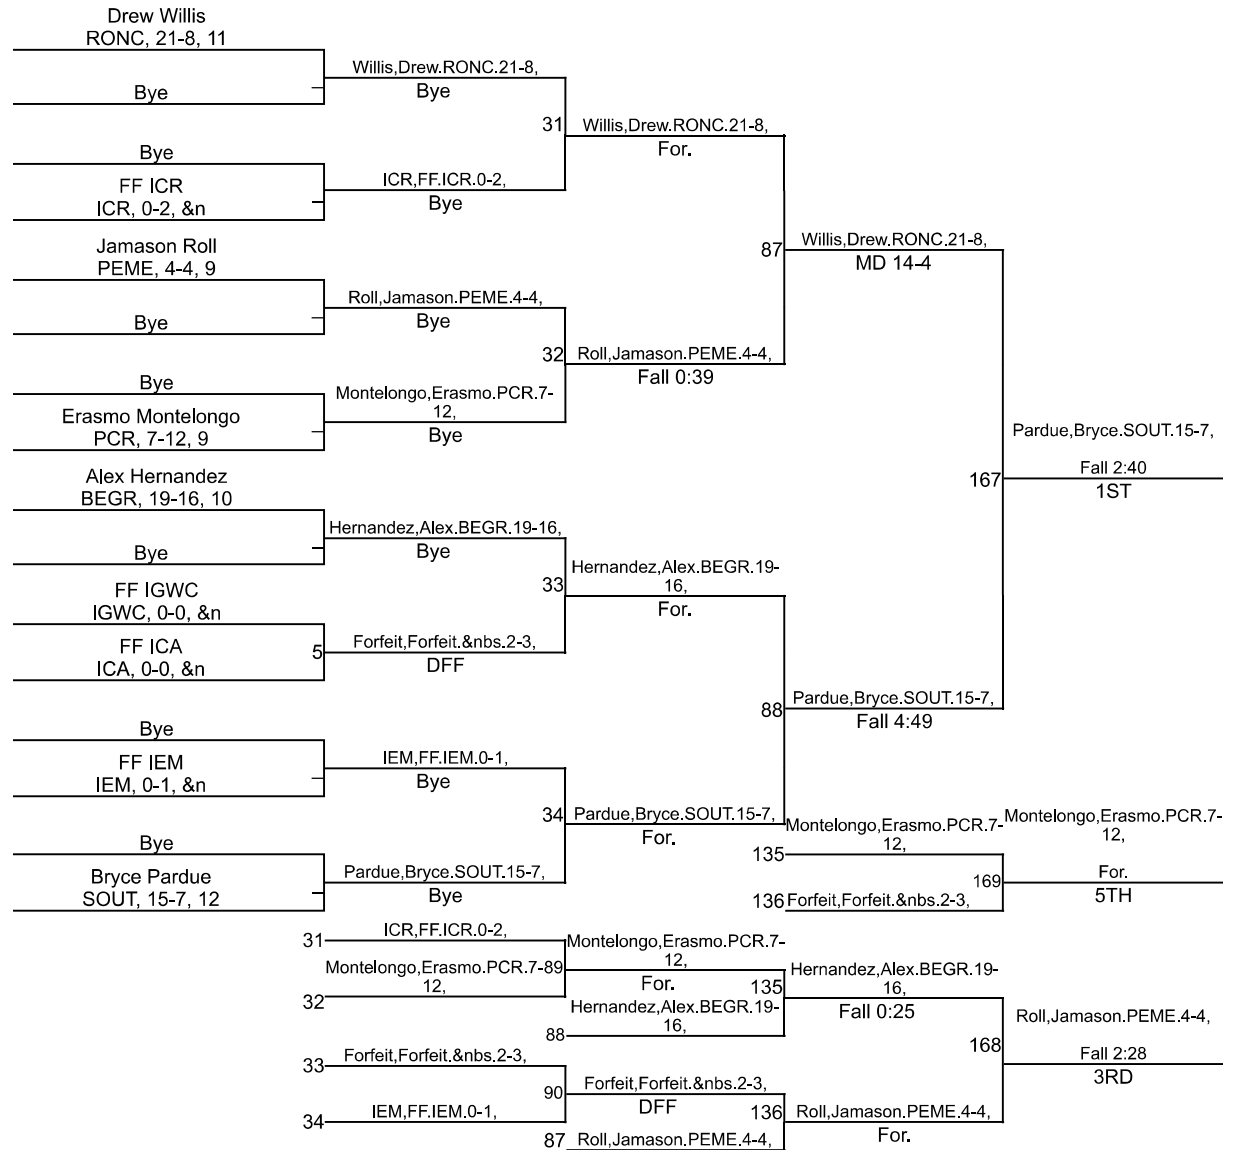 Drew Willis
RONC, 21-8, 11
Bye
Willis,Drew.RONC.21-8,
Bye
31
Willis,Drew.RONC.21-8,
For.
Bye
FF ICR
ICR, 0-2, &n
ICR,FF.ICR.0-2,
Bye
87
Willis,Drew.RONC.21-8,
MD 14-4
Jamason Roll
PEME, 4-4, 9
Bye
Roll,Jamason.PEME.4-4,
Bye
32
Roll,Jamason.PEME.4-4,
Fall 0:39
Bye
Erasmo Montelongo
PCR, 7-12, 9
Montelongo,Erasmo.PCR.7-
12,
Bye
167
Pardue,Bryce.SOUT.15-7,
Fall 2:40
1ST
Alex Hernandez
BEGR, 19-16, 10
Bye
Hernandez,Alex.BEGR.19-16,
Bye
33
Hernandez,Alex.BEGR.19-
16,
For.
FF IGWC
IGWC, 0-0, &n
FF ICA
ICA, 0-0, &n
5
Forfeit,Forfeit.&nbs.2-3,
DFF
88
Pardue,Bryce.SOUT.15-7,
Fall 4:49
Bye
FF IEM
IEM, 0-1, &n
IEM,FF.IEM.0-1,
Bye
34
Pardue,Bryce.SOUT.15-7,
For.
Bye
Bryce Pardue
SOUT, 15-7, 12
Pardue,Bryce.SOUT.15-7,
Bye
135
Montelongo,Erasmo.PCR.7-
12,
136
Forfeit,Forfeit.&nbs.2-3,
169
Montelongo,Erasmo.PCR.7-
12,
For.
5TH
31
ICR,FF.ICR.0-2,
32
Montelongo,Erasmo.PCR.7-
12,
89
Montelongo,Erasmo.PCR.7-
12,
For.
88
Hernandez,Alex.BEGR.19-
16,
135
Hernandez,Alex.BEGR.19-
16,
Fall 0:25
33
Forfeit,Forfeit.&nbs.2-3,
34
IEM,FF.IEM.0-1,
90
Forfeit,Forfeit.&nbs.2-3,
DFF
87
Roll,Jamason.PEME.4-4,
136
Roll,Jamason.PEME.4-4,
For.
168
Roll,Jamason.PEME.4-4,
Fall 2:28
3RD